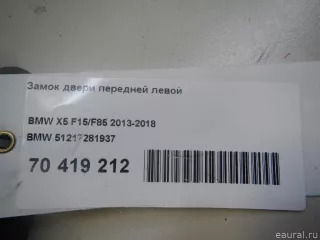 Замок двери передней левой
BMW X5 F15/F85 2013-2018
BMW 51217281937
70 419 212
eaural.ru